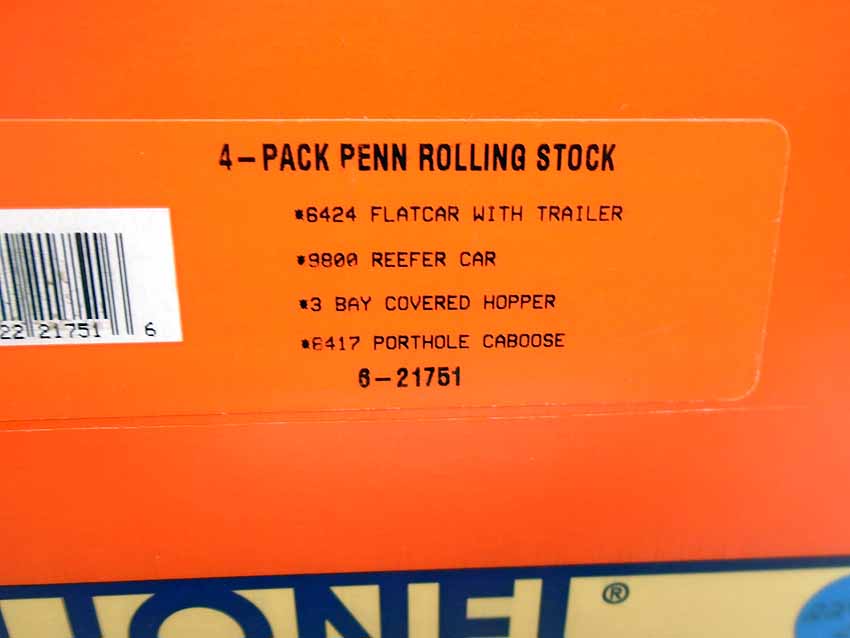 4-PACK PENN ROLLING STOCK
*6424 FLATCAR WITH TRAILER
*9800 REEFER CAR
*3 BAY COVERED HOPPER
*6417 PORTHOLE CABOOSE
6-21751
22 21751 6
IONEL ®